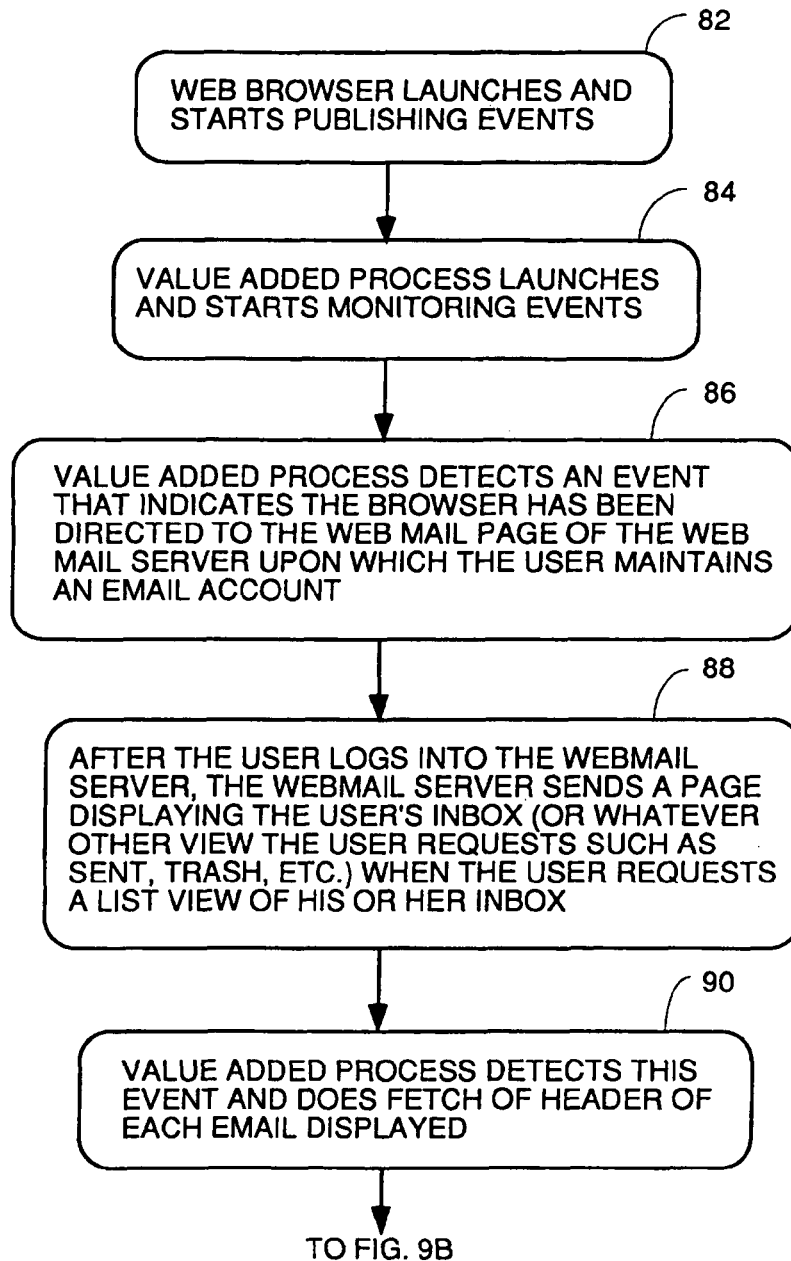 82
WEB BROWSER LAUNCHES AND
STARTS PUBLISHING EVENTS
84
VALUE ADDED PROCESS LAUNCHES
AND STARTS MONITORING EVENTS
86
VALUE ADDED PROCESS DETECTS AN EVENT
THAT INDICATES THE BROWSER HAS BEEN
DIRECTED TO THE WEB MAIL PAGE OF THE WEB
MAIL SERVER UPON WHICH THE USER MAINTAINS
AN EMAIL ACCOUNT
88
AFTER THE USER LOGS INTO THE WEBMAIL
SERVER, THE WEBMAIL SERVER SENDS A PAGE
DISPLAYING THE USER'S INBOX (OR WHATEVER
OTHER VIEW THE USER REQUESTS SUCH AS
SENT, TRASH, ETC.) WHEN THE USER REQUESTS
A LIST VIEW OF HIS OR HER INBOX
90
VALUE ADDED PROCESS DETECTS THIS
EVENT AND DOES FETCH OF HEADER OF
EACH EMAIL DISPLAYED
TO FIG. 9B